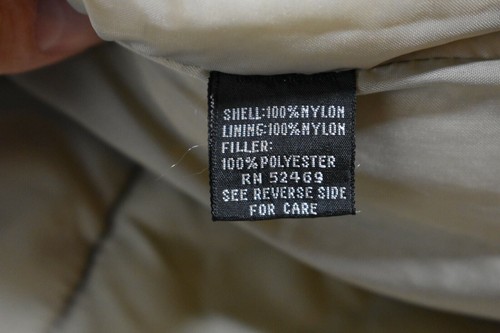 SHELL:100%NYLON
LINING:100%NYLON
FILLER:
100%POLYESTER
RN 52469
SEE REVERSE SIDE
FOR CARE